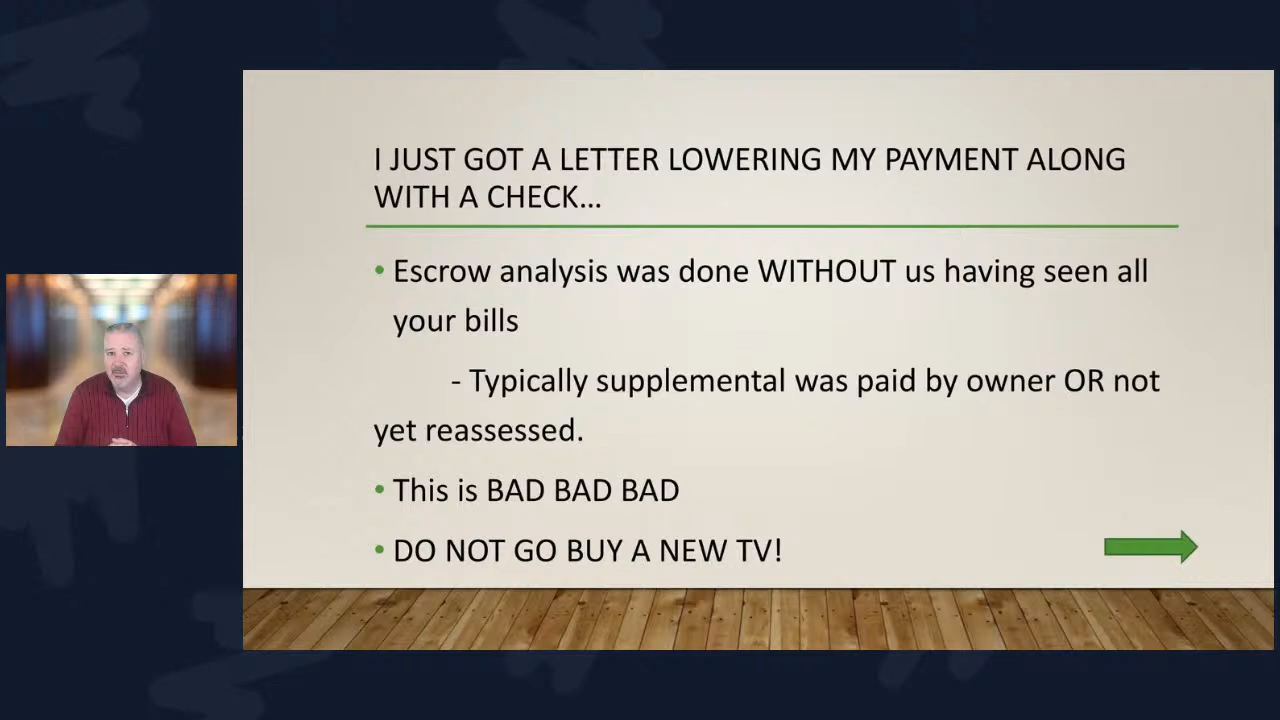 I JUST GOT A LETTER LOWERING MY PAYMENT ALONG
WITH A CHECK…
• Escrow analysis was done WITHOUT us having seen all
your bills
- Typically supplemental was paid by owner OR not
yet reassessed.
• This is BAD BAD BAD
• DO NOT GO BUY A NEW TV!